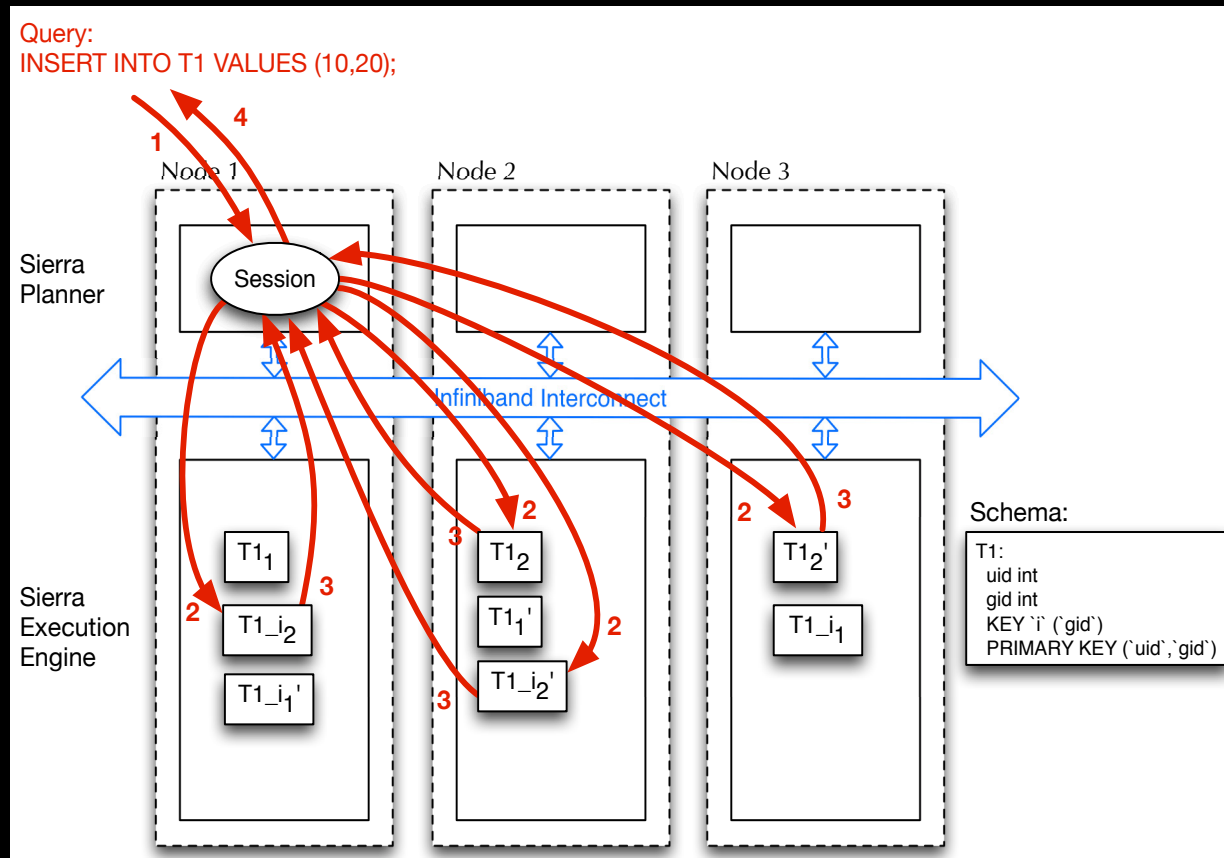 Query:
INSERT INTO T1 VALUES (10,20);
1
4
Node 1
Node 2
Node 3
Sierra
Planner
Session
Infiniband Interconnect
Sierra
Execution
Engine
T1₁
2
T1_i₂
3
T1_i₁'
3
2
T1₂
T1₁'
2
T1_i₂'
3
2
3
T1₂'
T1_i₁
Schema:
T1:
uid int
gid int
KEY `i` (`gid`)
PRIMARY KEY (`uid`,`gid`)